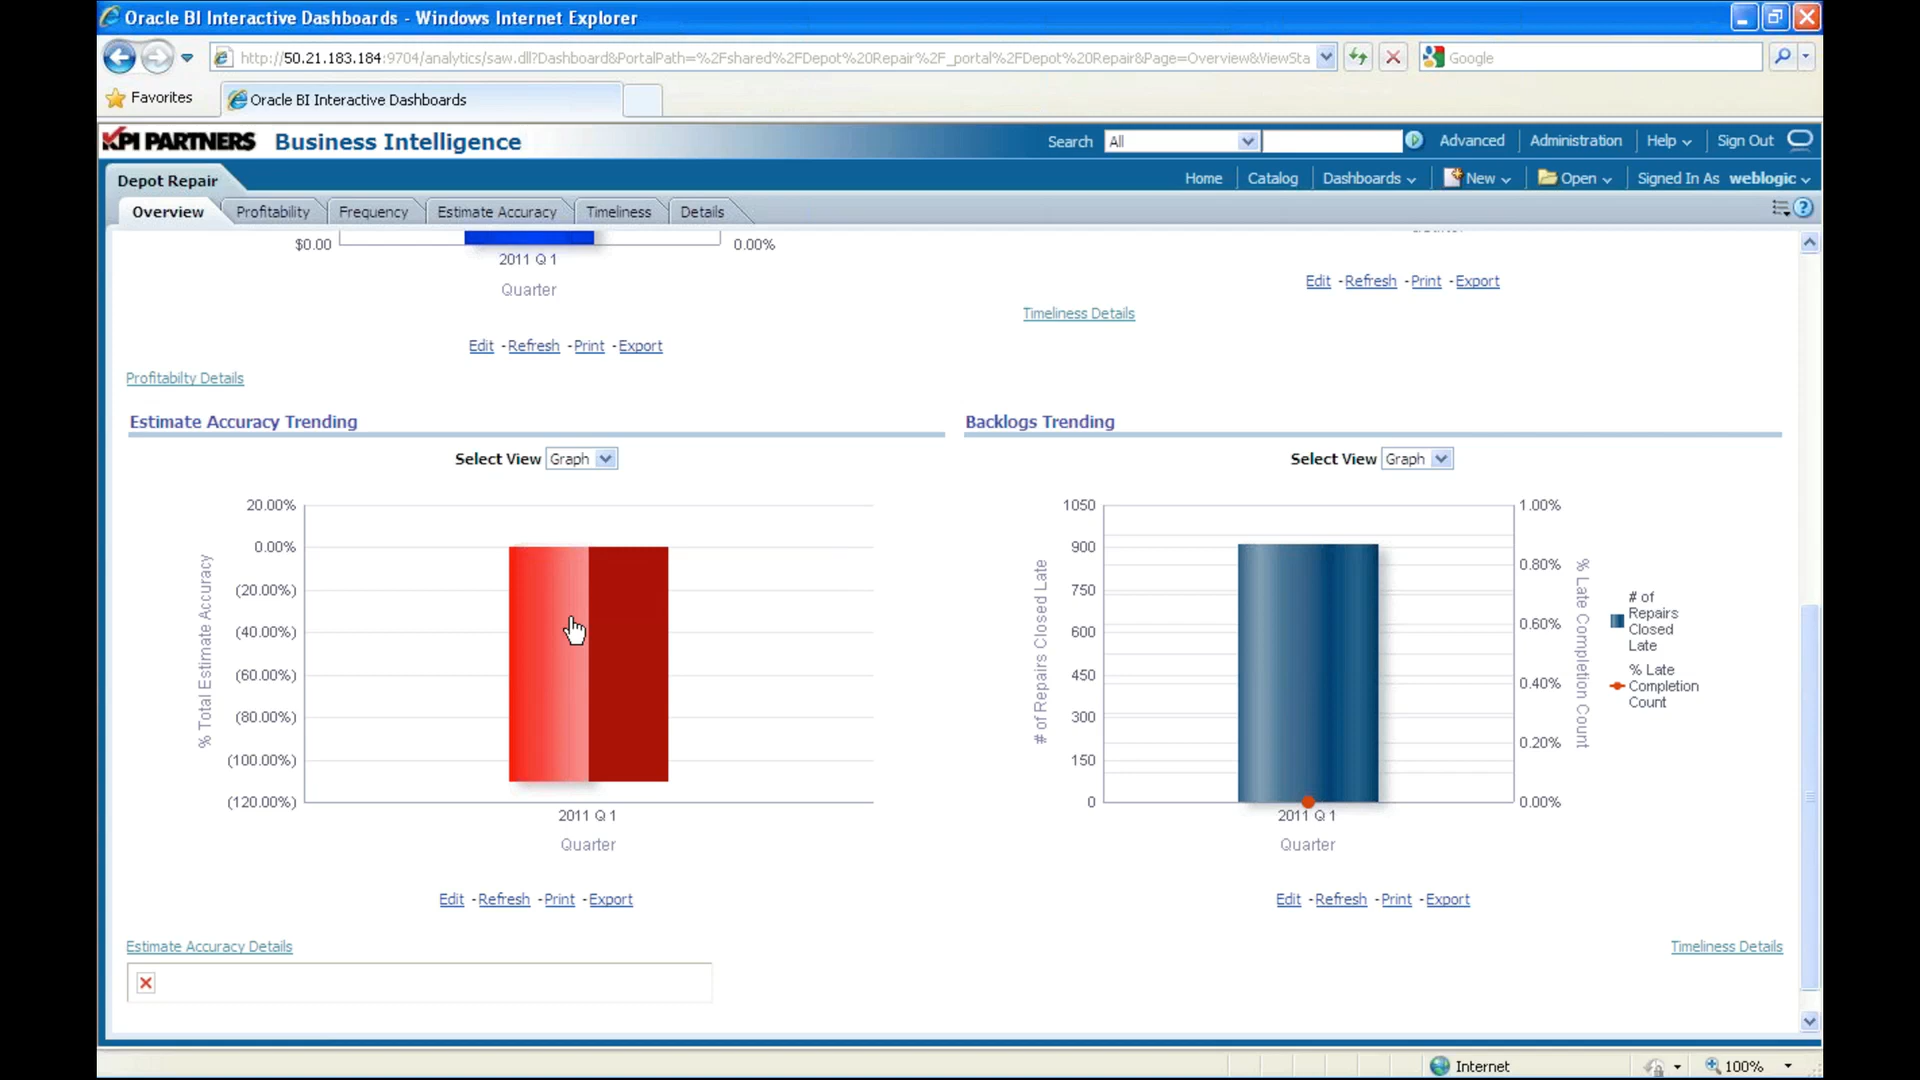 Oracle BI Interactive Dashboards - Windows Internet Explorer
http://50.21.183.184:9704/analytics/saw.dll?Dashboard&PortalPath=%2Fshared%2FDepot%20Repair%2F_portal%2FDepot%20Repair&Page=Overview&ViewSta
Google
Favorites
Oracle BI Interactive Dashboards
KPI PARTNERS Business Intelligence
Search All Advanced Administration Help Sign Out
Depot Repair
Home Catalog Dashboards New Open Signed In As weblogic
Overview Profitability Frequency Estimate Accuracy Timeliness Details
$0.00 0.00%
2011 Q 1
Quarter
Edit -Refresh -Print -Export
Profitabilty Details
Edit -Refresh -Print -Export
Timeliness Details
Estimate Accuracy Trending
Select View Graph
% Total Estimate Accuracy
20.00%
0.00%
(20.00%)
(40.00%)
(60.00%)
(80.00%)
(100.00%)
(120.00%)
2011 Q 1
Quarter
Edit -Refresh -Print -Export
Estimate Accuracy Details
Backlogs Trending
Select View Graph
# of Repairs Closed Late
1050
900
750
600
450
300
150
0
1.00%
0.80%
0.60%
0.40%
0.20%
0.00%
% Late Completion Count
# of
Repairs
Closed
Late
% Late
Completion
Count
2011 Q 1
Quarter
Edit -Refresh -Print -Export
Timeliness Details
Internet
100%